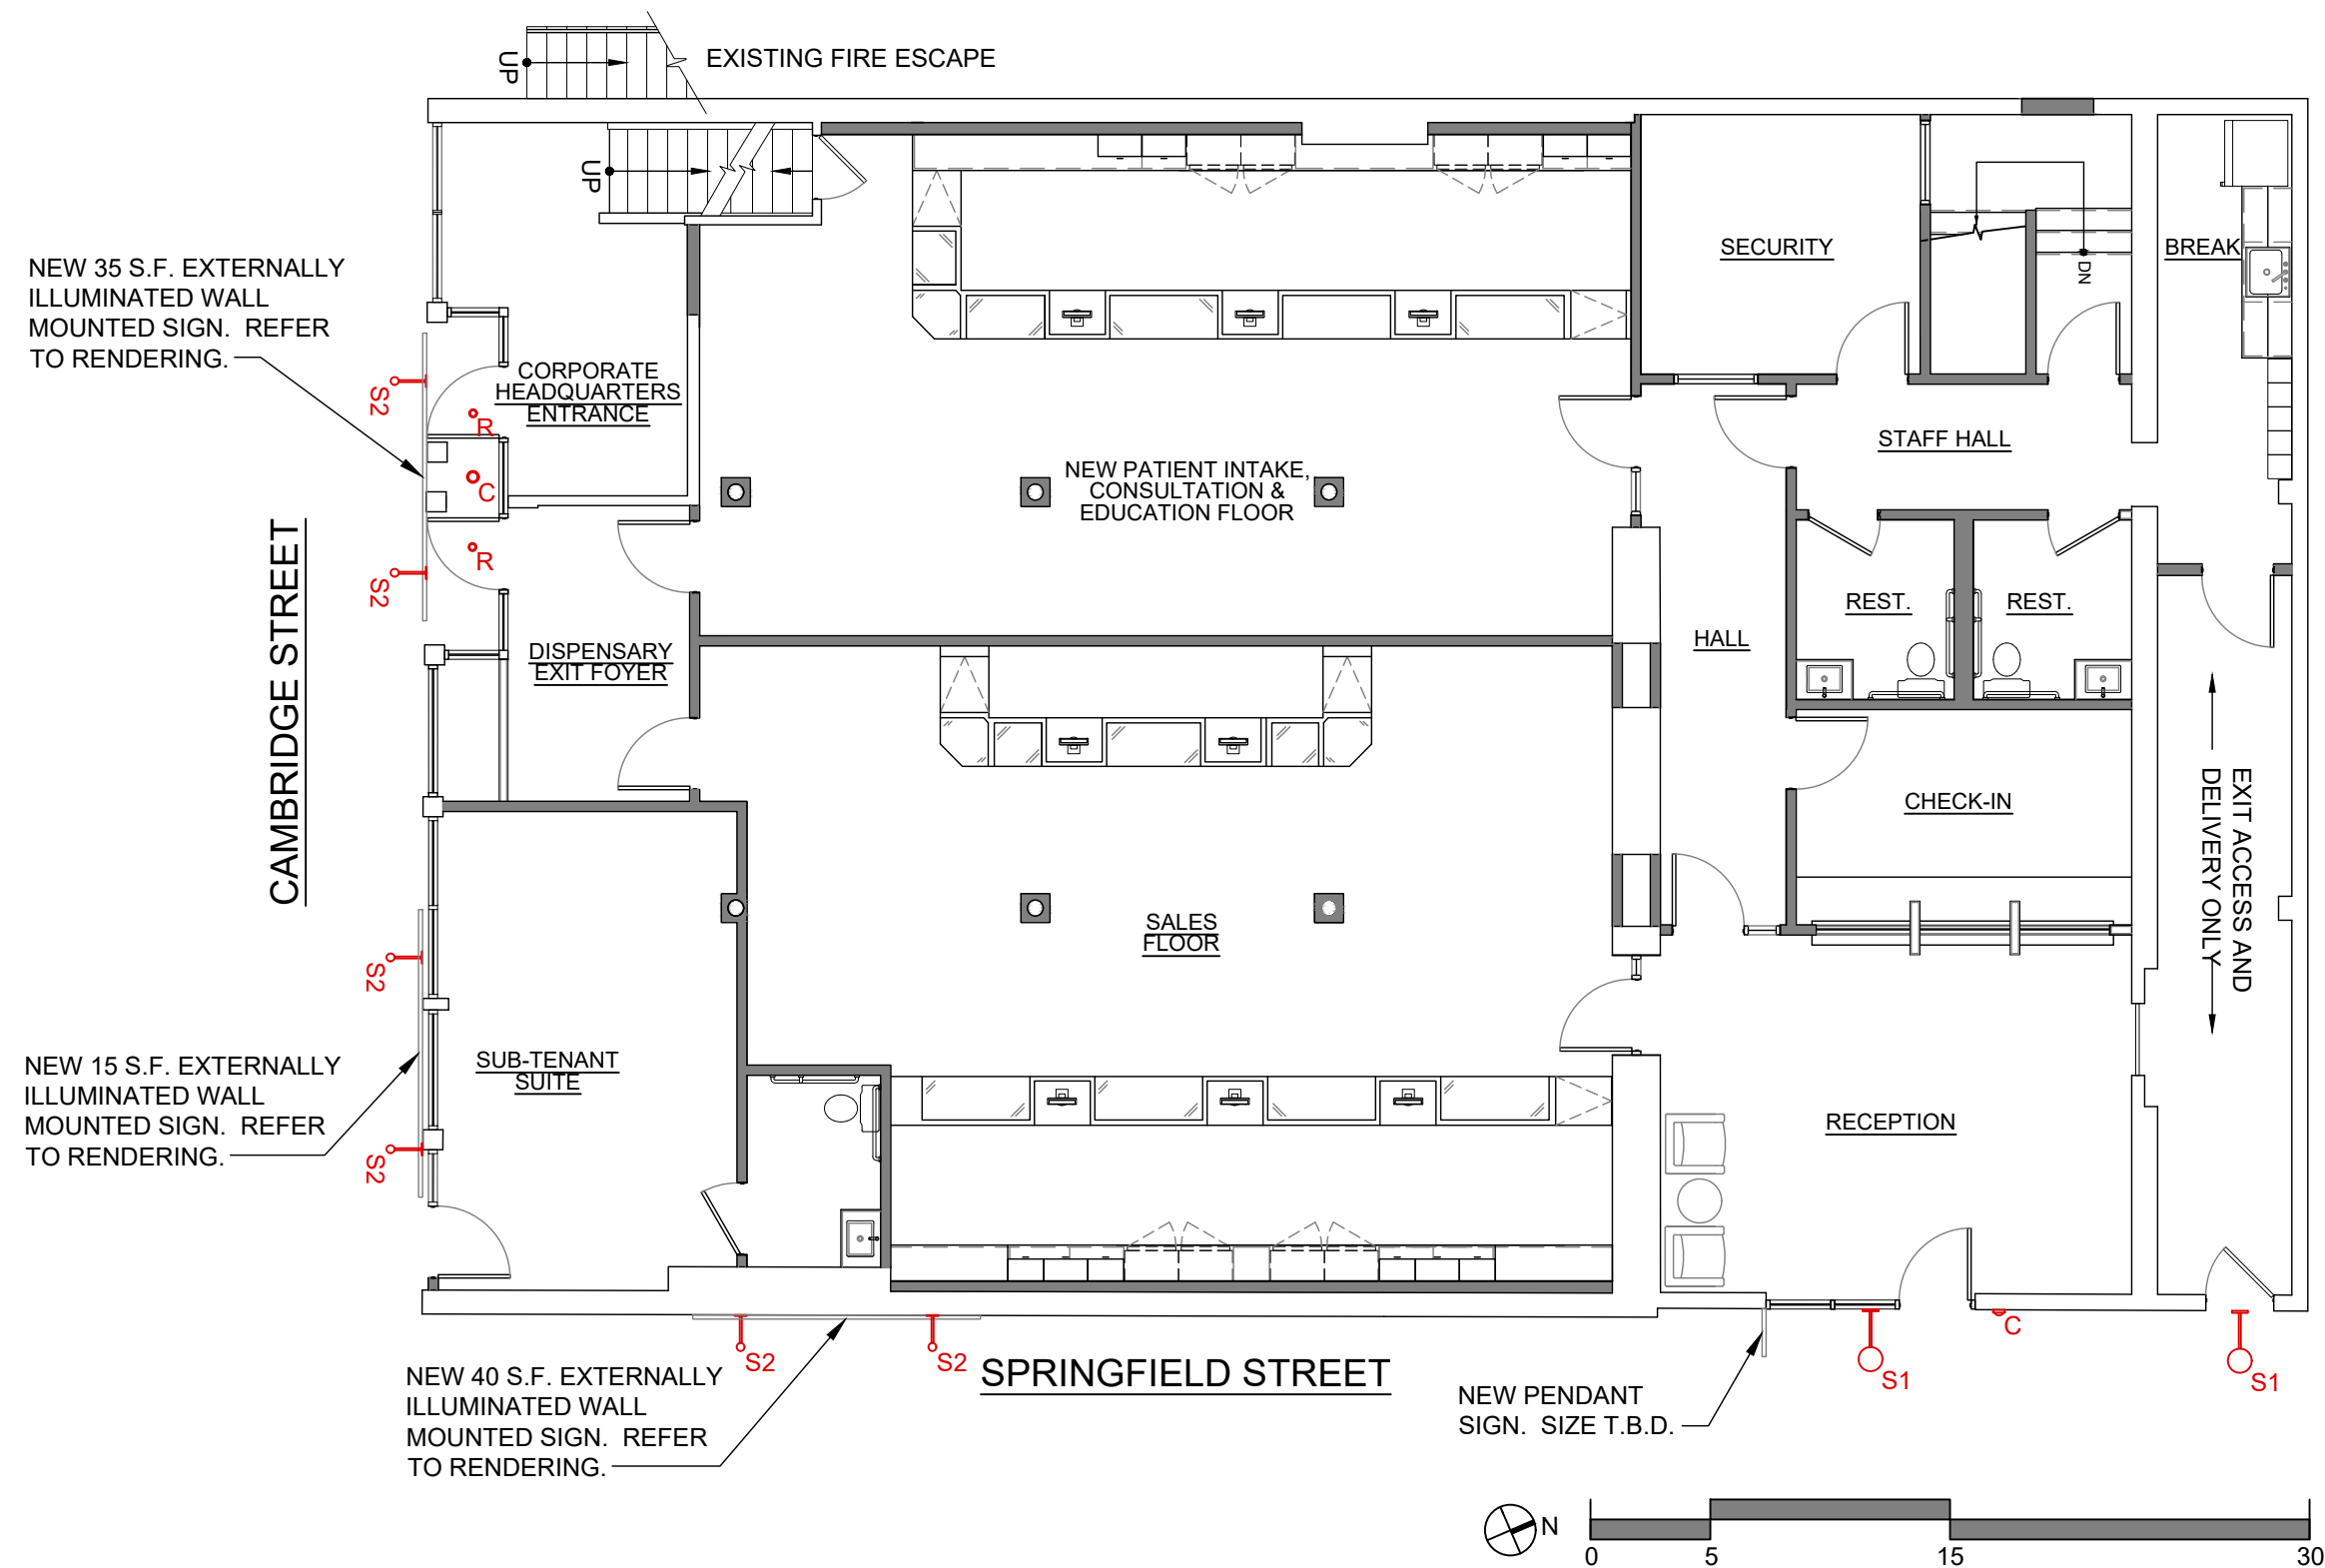 UP
EXISTING FIRE ESCAPE
UP
NEW 35 S.F. EXTERNALLY
ILLUMINATED WALL
MOUNTED SIGN. REFER
TO RENDERING.
S2
R
C
R
S2
CORPORATE
HEADQUARTERS
ENTRANCE
NEW PATIENT INTAKE,
CONSULTATION &
EDUCATION FLOOR
SECURITY
DN
BREAK
STAFF HALL
REST.
REST.
HALL
DISPENSARY
EXIT FOYER
CAMBRIDGE STREET
CHECK-IN
EXIT ACCESS AND
DELIVERY ONLY
SALES
FLOOR
S2
NEW 15 S.F. EXTERNALLY
ILLUMINATED WALL
MOUNTED SIGN. REFER
TO RENDERING.
S2
SUB-TENANT
SUITE
RECEPTION
S2
S2
C
S1
S1
NEW 40 S.F. EXTERNALLY
ILLUMINATED WALL
MOUNTED SIGN. REFER
TO RENDERING.
SPRINGFIELD STREET
NEW PENDANT
SIGN. SIZE T.B.D.
N
0 5 15 30